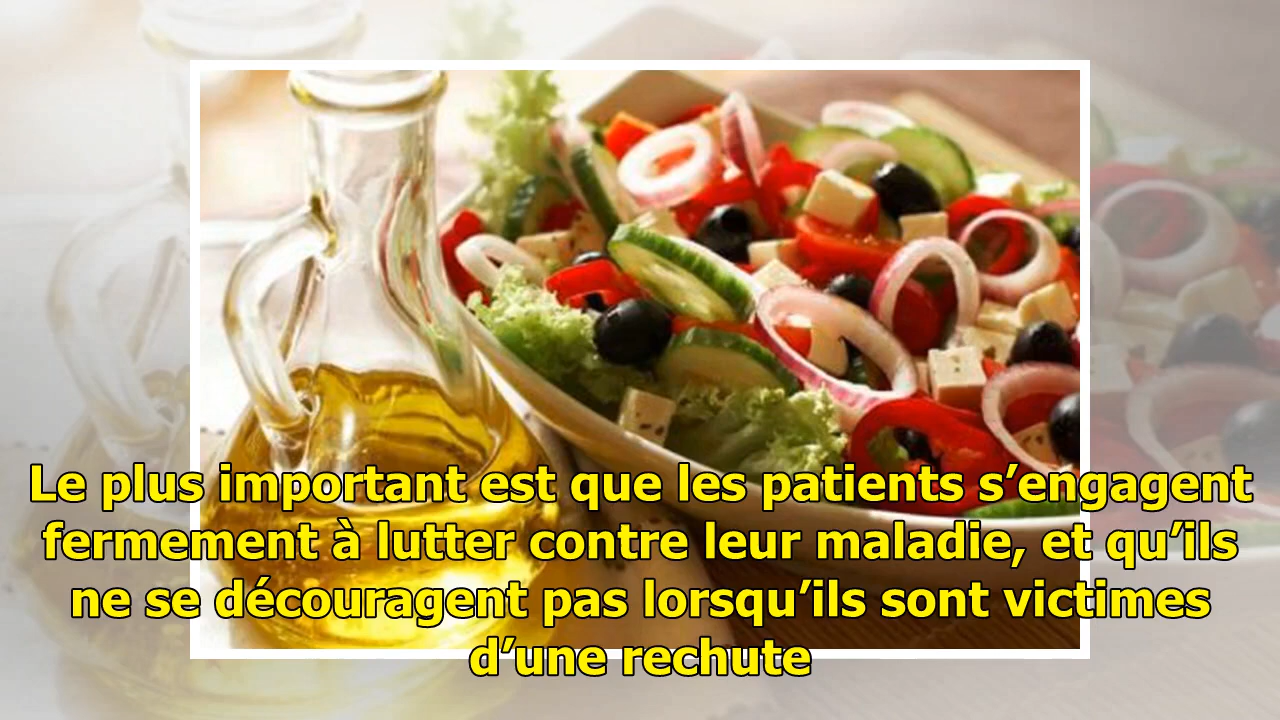 Le plus important est que les patients s’engagent
fermement à lutter contre leur maladie, et qu’ils
ne se découragent pas lorsqu’ils sont victimes
d’une rechute